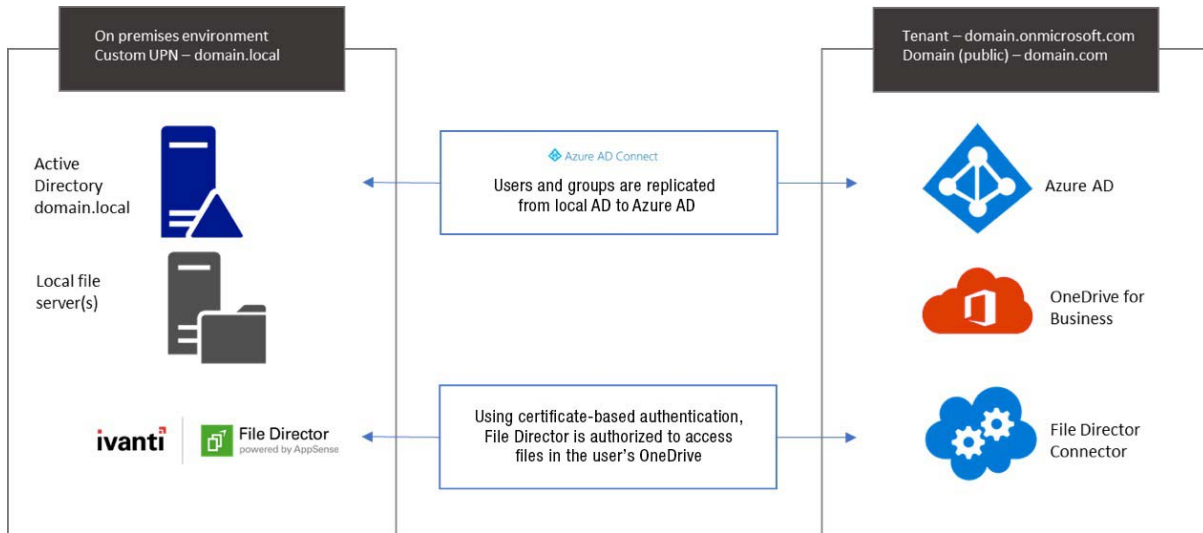 On premises environment
Custom UPN – domain.local
Tenant – domain.onmicrosoft.com
Domain (public) – domain.com
Active
Directory
domain.local
Azure AD Connect
Users and groups are replicated
from local AD to Azure AD
Azure AD
Local file
server(s)
OneDrive for
Business
ivanti
File Director
powered by AppSense
Using certificate-based authentication,
File Director is authorized to access
files in the user's OneDrive
File Director
Connector